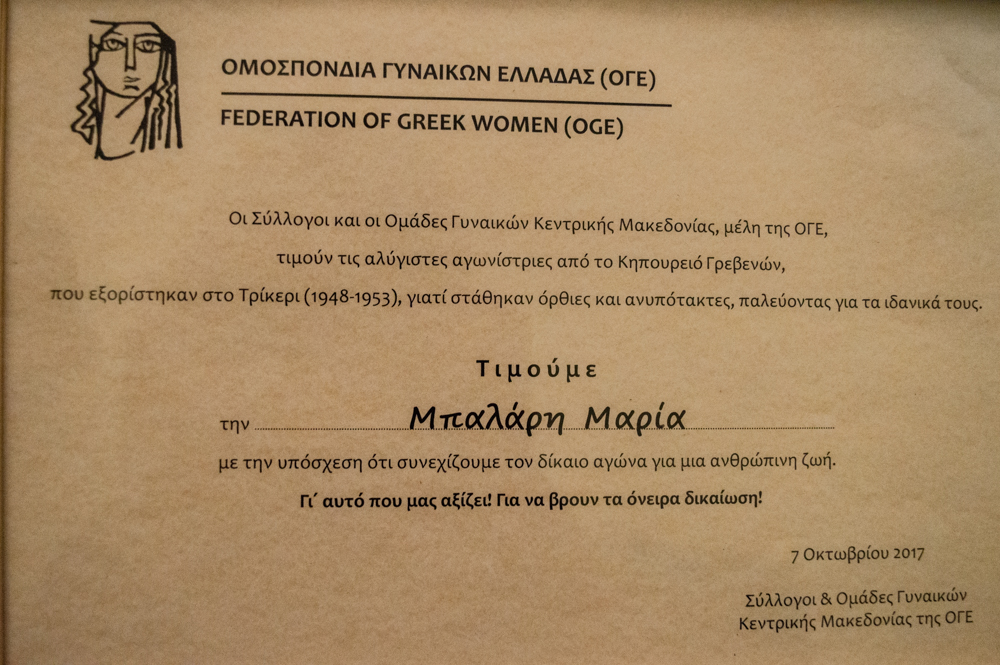 ΟΜΟΣΠΟΝΔΙΑ ΓΥΝΑΙΚΩΝ ΕΛΛΑΔΑΣ (ΟΓΕ)
FEDERATION OF GREEK WOMEN (OGE)
Οι Σύλλογοι και οι Ομάδες Γυναικών Κεντρικής Μακεδονίας, μέλη της ΟΓΕ,
τιμούν τις αλύγιστες αγωνίστριες από το Κηπουρειό Γρεβενών,
που εξορίστηκαν στο Τρίκερι (1948-1953), γιατί στάθηκαν όρθιες και ανυπότακτες, παλεύοντας για τα ιδανικά τους.
Τιμούμε
την Μπαλάρη Μαρία
με την υπόσχεση ότι συνεχίζουμε τον δίκαιο αγώνα για μια ανθρώπινη ζωή.
Γι΄ αυτό που μας αξίζει! Για να βρουν τα όνειρα δικαίωση!
7 Οκτωβρίου 2017
Σύλλογοι & Ομάδες Γυναικών
Κεντρικής Μακεδονίας της ΟΓΕ